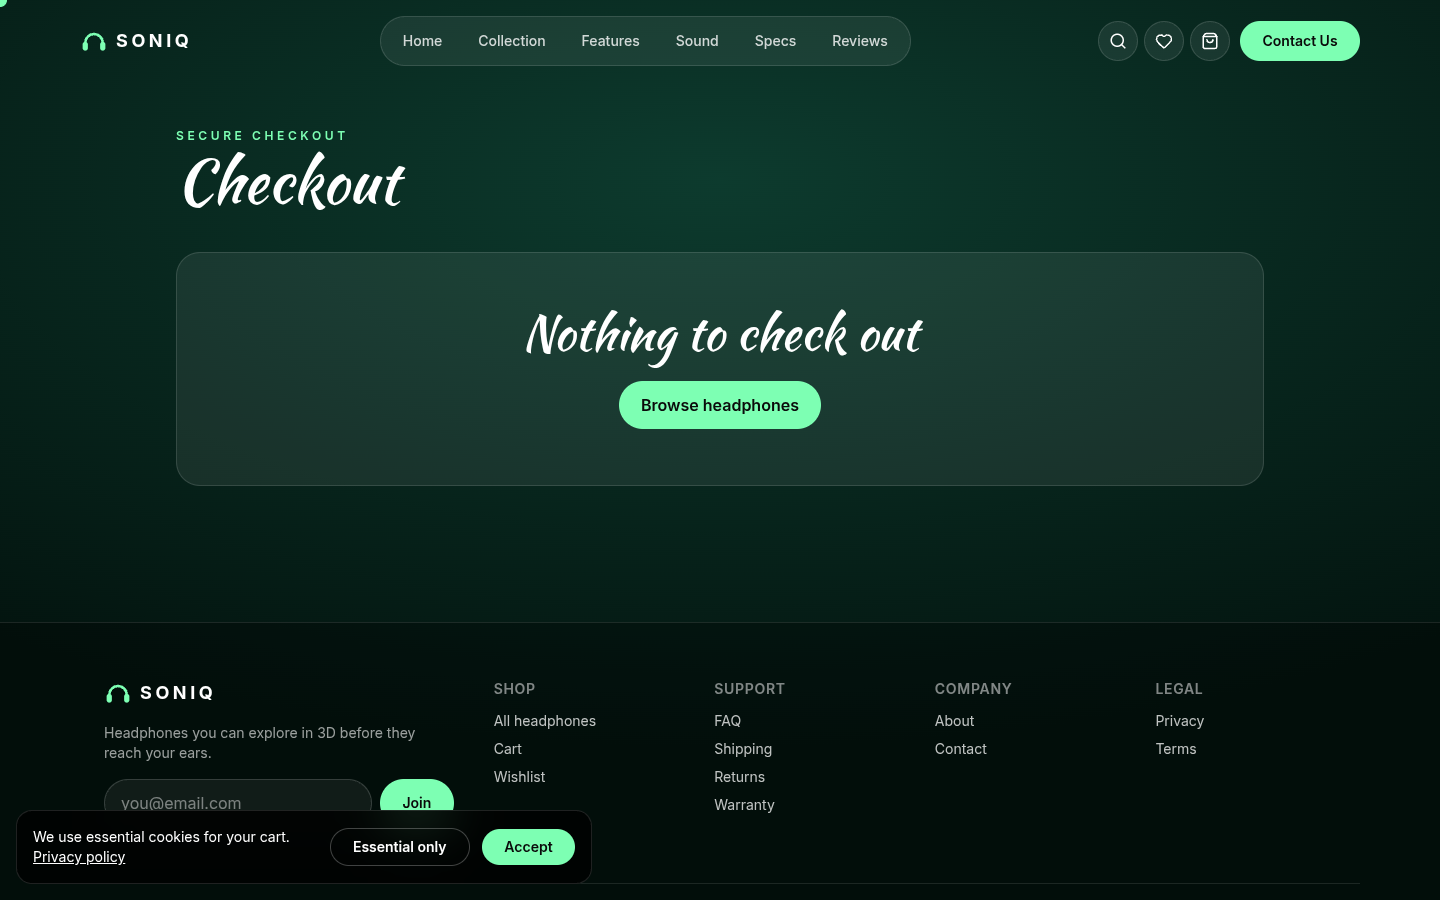 SONIQ
Home Collection Features Sound Specs Reviews
Contact Us
SECURE CHECKOUT
Checkout
Nothing to check out
Browse headphones
SONIQ
Headphones you can explore in 3D before they
reach your ears.
you@email.com
Join
SHOP
All headphones
Cart
Wishlist
SUPPORT
FAQ
Shipping
Returns
Warranty
COMPANY
About
Contact
LEGAL
Privacy
Terms
We use essential cookies for your cart.
Privacy policy
Essential only
Accept